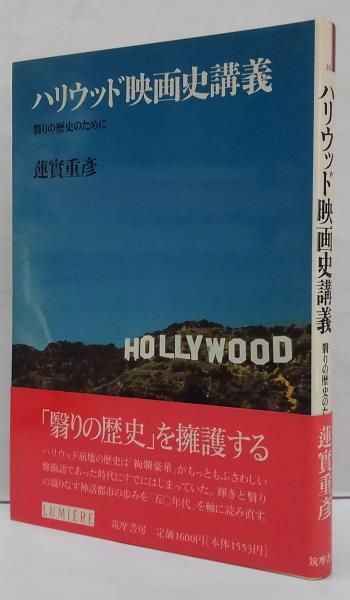 ハリウッド映画史講義
翳りの歴史のために
蓮實重彦
HOLLYWOOD
「翳りの歴史」を擁護する
ハリウッド崩壊の歴史は「絢爛豪華」がもっともふさわしい
修飾語であった時代にすでにはじまっていた。輝きと翳り
の織りなす神話都市の歩みを「五〇年代」を軸に読み直す。
LUMIÈRE
筑摩書房 定価1600円[本体1553円]
ハリウッド映画史講義
翳りの歴史のた
蓮實重彦
筑摩書